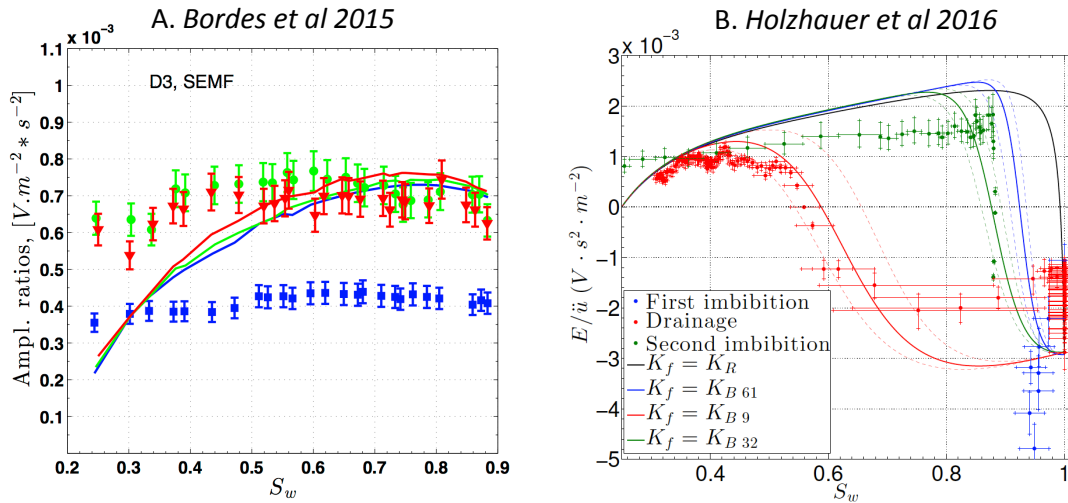 A. Bordes et al 2015
x 10⁻³
Ampl. ratios, [V.m⁻² * s⁻²]
1.1
1
0.9
0.8
0.7
0.6
0.5
0.4
0.3
0.2
0.1
D3, SEMF
0.2 0.3 0.4 0.5 0.6 0.7 0.8 0.9
S_w
B. Holzhauer et al 2016
3 x 10⁻³
E/ü (V · s² · m⁻²)
2
1
0
−1
−2
−3
−4
−5
First imbibition
Drainage
Second imbibition
K_f = K_R
K_f = K_{B 61}
K_f = K_{B 9}
K_f = K_{B 32}
0.4 0.6 0.8 1
S_w